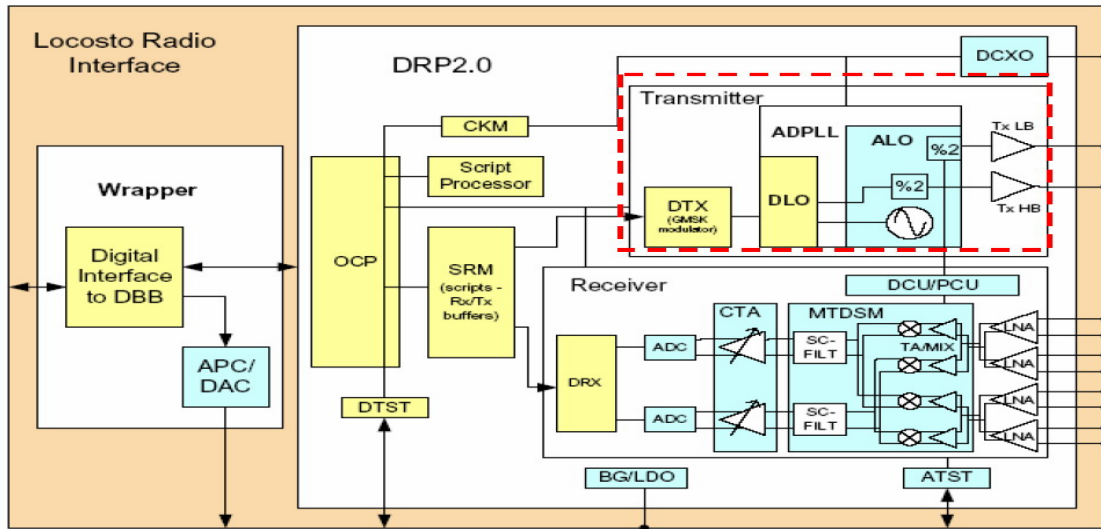 Locosto Radio
Interface
DRP2.0
DCXO
Transmitter
CKM
ADPLL
ALO
Tx LB
%2
Script
Processor
Wrapper
%2
DTX
(GMSK
modulator)
DLO
Tx HB
OCP
Digital
Interface
to DBB
SRM
(scripts -
Rx/Tx
buffers)
Receiver
DCU/PCU
CTA
MTDSM
LNA
ADC
SC-
FILT
TA/MIX
APC/
DAC
DRX
LNA
LNA
DTST
ADC
SC-
FILT
LNA
BG/LDO
ATST